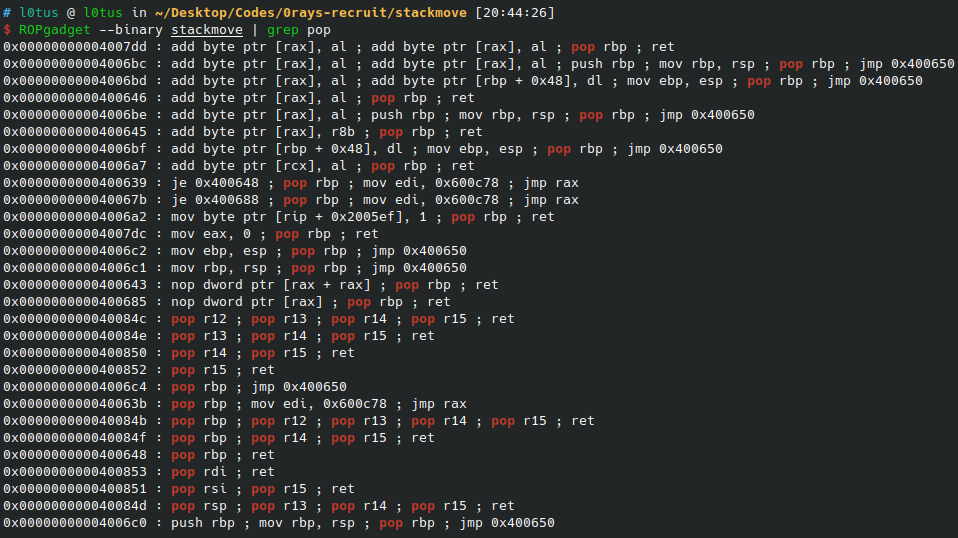 # l0tus @ l0tus in ~/Desktop/Codes/0rays-recruit/stackmove [20:44:26]
$ ROPgadget --binary stackmove | grep pop
0x00000000004007dd : add byte ptr [rax], al ; add byte ptr [rax], al ; pop rbp ; ret
0x00000000004006bc : add byte ptr [rax], al ; add byte ptr [rax], al ; push rbp ; mov rbp, rsp ; pop rbp ; jmp 0x400650
0x00000000004006bd : add byte ptr [rax], al ; add byte ptr [rbp + 0x48], dl ; mov ebp, esp ; pop rbp ; jmp 0x400650
0x0000000000400646 : add byte ptr [rax], al ; pop rbp ; ret
0x00000000004006be : add byte ptr [rax], al ; push rbp ; mov rbp, rsp ; pop rbp ; jmp 0x400650
0x0000000000400645 : add byte ptr [rax], r8b ; pop rbp ; ret
0x00000000004006bf : add byte ptr [rbp + 0x48], dl ; mov ebp, esp ; pop rbp ; jmp 0x400650
0x00000000004006a7 : add byte ptr [rcx], al ; pop rbp ; ret
0x0000000000400639 : je 0x400648 ; pop rbp ; mov edi, 0x600c78 ; jmp rax
0x000000000040067b : je 0x400688 ; pop rbp ; mov edi, 0x600c78 ; jmp rax
0x00000000004006a2 : mov byte ptr [rip + 0x2005ef], 1 ; pop rbp ; ret
0x00000000004007dc : mov eax, 0 ; pop rbp ; ret
0x00000000004006c2 : mov ebp, esp ; pop rbp ; jmp 0x400650
0x00000000004006c1 : mov rbp, rsp ; pop rbp ; jmp 0x400650
0x0000000000400643 : nop dword ptr [rax + rax] ; pop rbp ; ret
0x0000000000400685 : nop dword ptr [rax] ; pop rbp ; ret
0x000000000040084c : pop r12 ; pop r13 ; pop r14 ; pop r15 ; ret
0x000000000040084e : pop r13 ; pop r14 ; pop r15 ; ret
0x0000000000400850 : pop r14 ; pop r15 ; ret
0x0000000000400852 : pop r15 ; ret
0x00000000004006c4 : pop rbp ; jmp 0x400650
0x000000000040063b : pop rbp ; mov edi, 0x600c78 ; jmp rax
0x000000000040084b : pop rbp ; pop r12 ; pop r13 ; pop r14 ; pop r15 ; ret
0x000000000040084f : pop rbp ; pop r14 ; pop r15 ; ret
0x0000000000400648 : pop rbp ; ret
0x0000000000400853 : pop rdi ; ret
0x0000000000400851 : pop rsi ; pop r15 ; ret
0x000000000040084d : pop rsp ; pop r13 ; pop r14 ; pop r15 ; ret
0x00000000004006c0 : push rbp ; mov rbp, rsp ; pop rbp ; jmp 0x400650